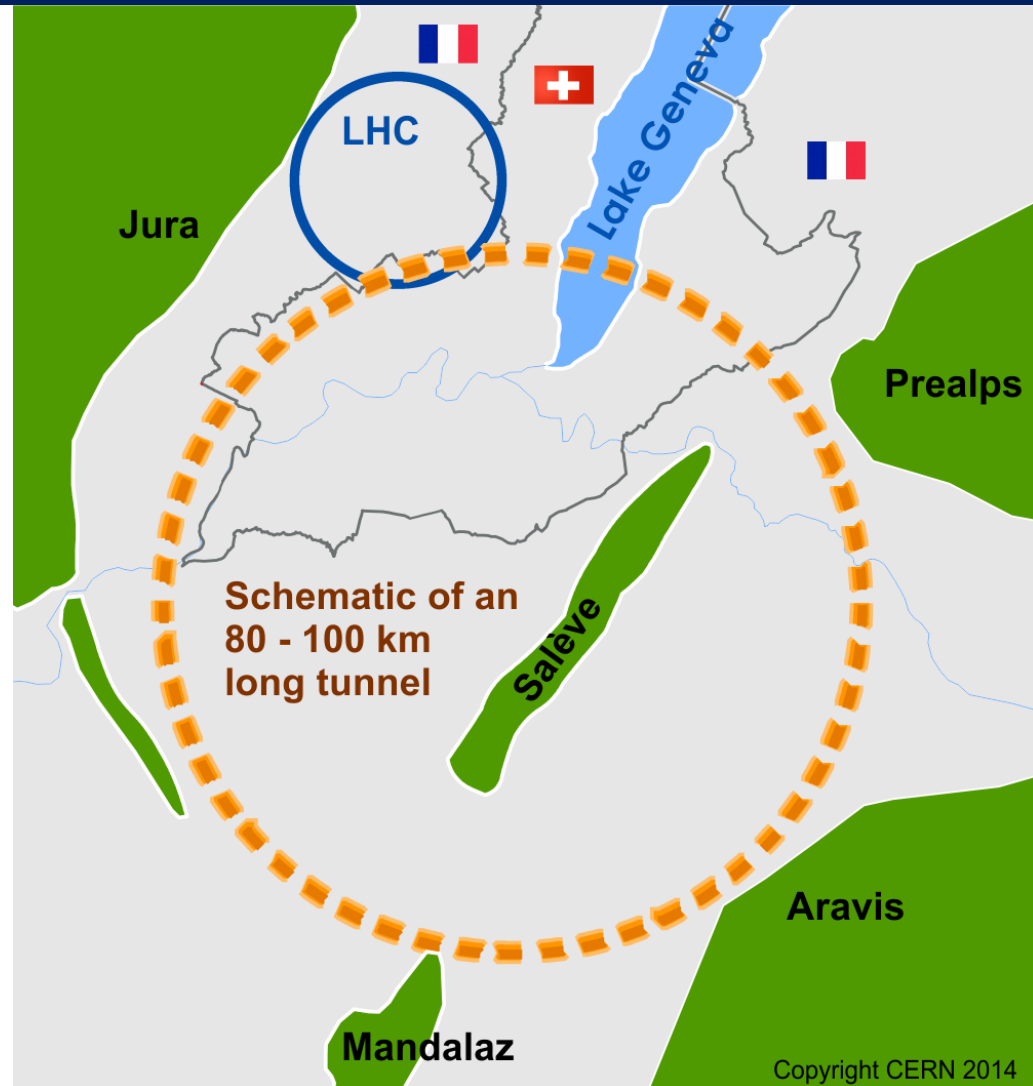 LHC
Lake Geneva
Jura
Prealps
Schematic of an
80 - 100 km
long tunnel
Salève
Aravis
Mandalaz
Copyright CERN 2014